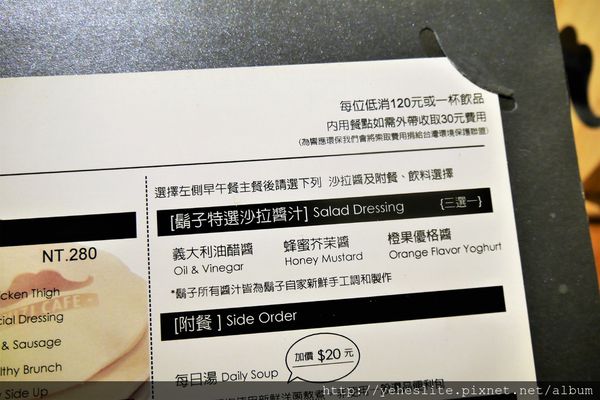 每位低消120元或一杯飲品
內用餐點如需外帶收取30元費用
(為響應環保我們會將索取費用捐給台灣環境保護聯盟)
選擇左側早午餐主餐後請選下列 沙拉醬及附餐、飲料選擇
[鬍子特選沙拉醬汁] Salad Dressing {三選一}
義大利油醋醬 蜂蜜芥茉醬 橙果優格醬
Oil & Vinegar Honey Mustard Orange Flavor Yoghurt
*鬍子所有醬汁皆為鬍子自家新鮮手工調和製作
[附餐] Side Order
加價 $20元
每日湯 Daily Soup
NT.280
CAFE
cken Thigh
cial Dressing
& Sausage
lthy Brunch
y Side Up
http://yeheslite.pixnet.net/album